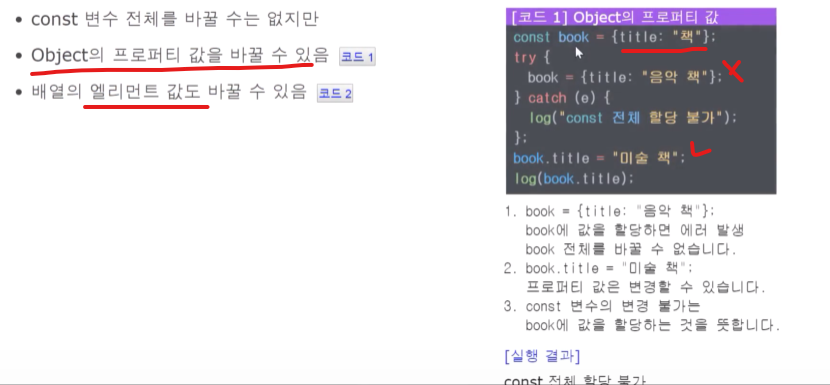 const 변수 전체를 바꿀 수는 없지만
Object의 프로퍼티 값을 바꿀 수 있음 코드 1
배열의 엘리먼트 값도 바꿀 수 있음 코드 2
[코드 1] Object의 프로퍼티 값
const book = {title: "책"};
try {
book = {title: "음악 책"};
} catch (e) {
log("const 전체 할당 불가");
};
book.title = "미술 책";
log(book.title);
1. book = {title: "음악 책"};
book에 값을 할당하면 에러 발생
book 전체를 바꿀 수 없습니다.
2. book.title = "미술 책";
프로퍼티 값은 변경할 수 있습니다.
3. const 변수의 변경 불가는
book에 값을 할당하는 것을 뜻합니다.
[실행 결과]
const 전체 할당 불가